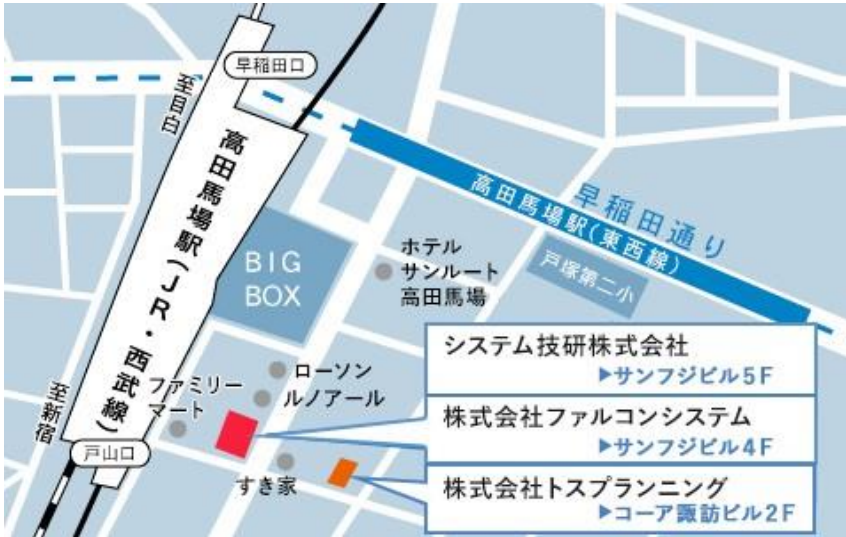 早稲田口
至目白
高田馬場駅(JR・西武線)
高田馬場駅(東西線)
早稲田通り
戸塚第二小
BIG
BOX
ホテル
サンルート
高田馬場
システム技研株式会社
▶サンフジビル5F
ローソン
ルノアール
ファミリー
マート
至新宿
株式会社ファルコンシステム
▶サンフジビル4F
戸山口
すき家
株式会社トスプランニング
▶コーア諏訪ビル2F